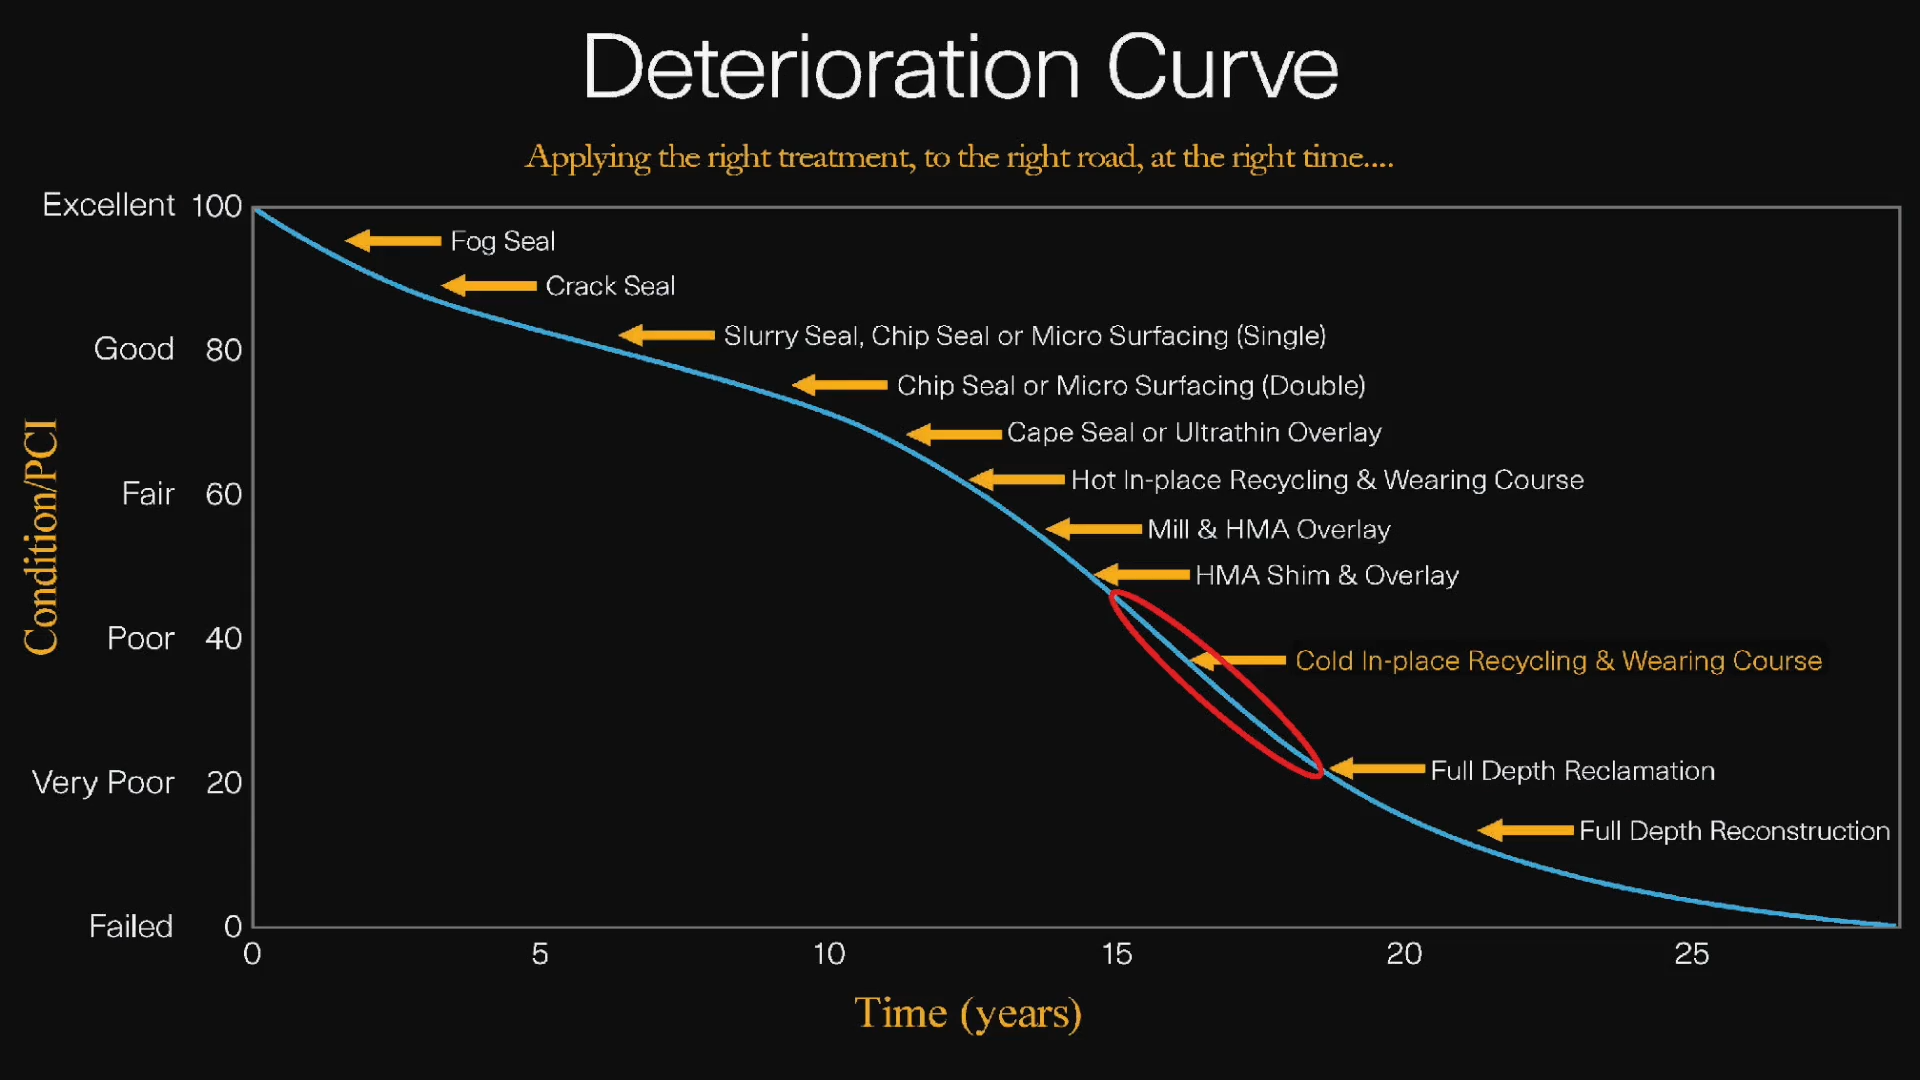 Deterioration Curve
Applying the right treatment, to the right road, at the right time....
Excellent 100
Fog Seal
Crack Seal
Slurry Seal, Chip Seal or Micro Surfacing (Single)
Good 80
Chip Seal or Micro Surfacing (Double)
Cape Seal or Ultrathin Overlay
Hot In-place Recycling & Wearing Course
Fair 60
Mill & HMA Overlay
HMA Shim & Overlay
Condition/PCI
Poor 40
Cold In-place Recycling & Wearing Course
Full Depth Reclamation
Very Poor 20
Full Depth Reconstruction
Failed 0
0 5 10 15 20 25
Time (years)